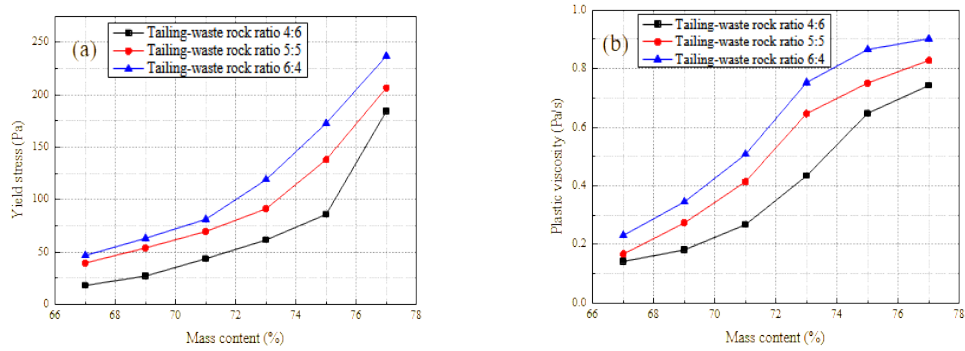 (a)
Tailing-waste rock ratio 4:6
Tailing-waste rock ratio 5:5
Tailing-waste rock ratio 6:4
Yield stress (Pa)
250
200
150
100
50
0
66 68 70 72 74 76 78
Mass content (%)
(b)
Tailing-waste rock ratio 4:6
Tailing-waste rock ratio 5:5
Tailing-waste rock ratio 6:4
Plastic viscosity (Pa/s)
1.0
0.8
0.6
0.4
0.2
0.0
66 68 70 72 74 76 78
Mass content (%)